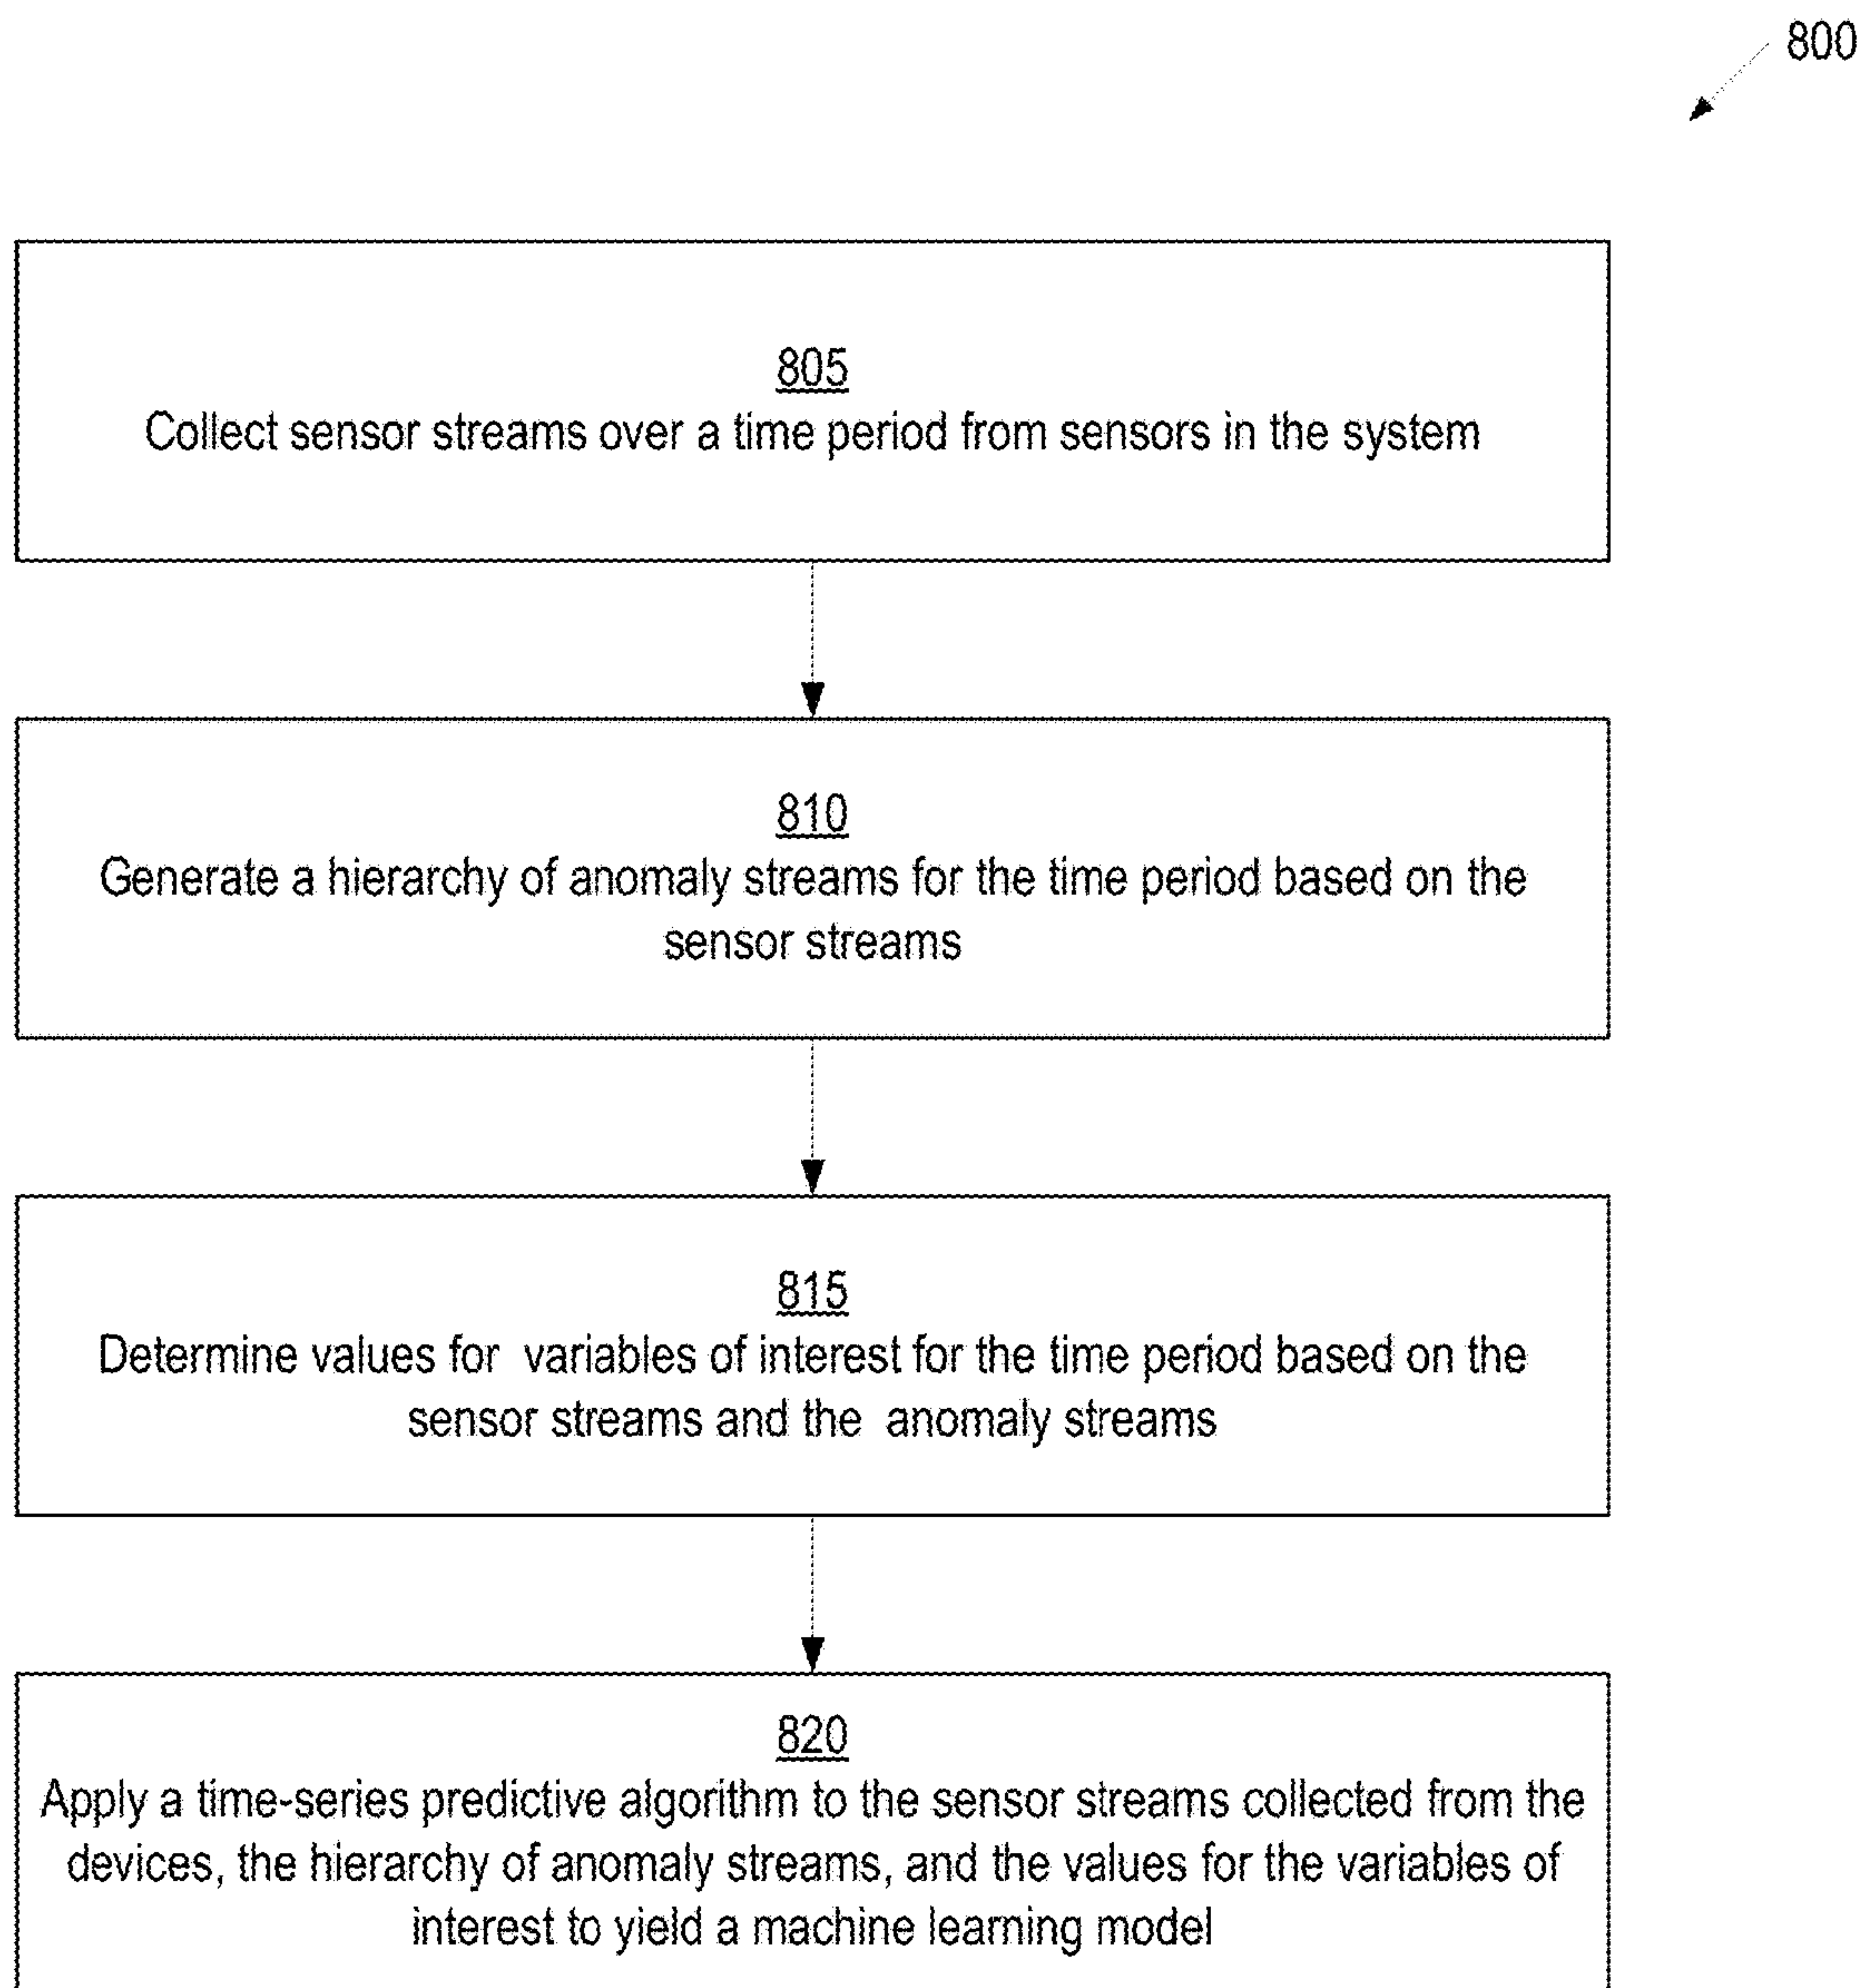 800
805
Collect sensor streams over a time period from sensors in the system
810
Generate a hierarchy of anomaly streams for the time period based on the
sensor streams
815
Determine values for variables of interest for the time period based on the
sensor streams and the anomaly streams
820
Apply a time-series predictive algorithm to the sensor streams collected from the
devices, the hierarchy of anomaly streams, and the values for the variables of
interest to yield a machine learning model